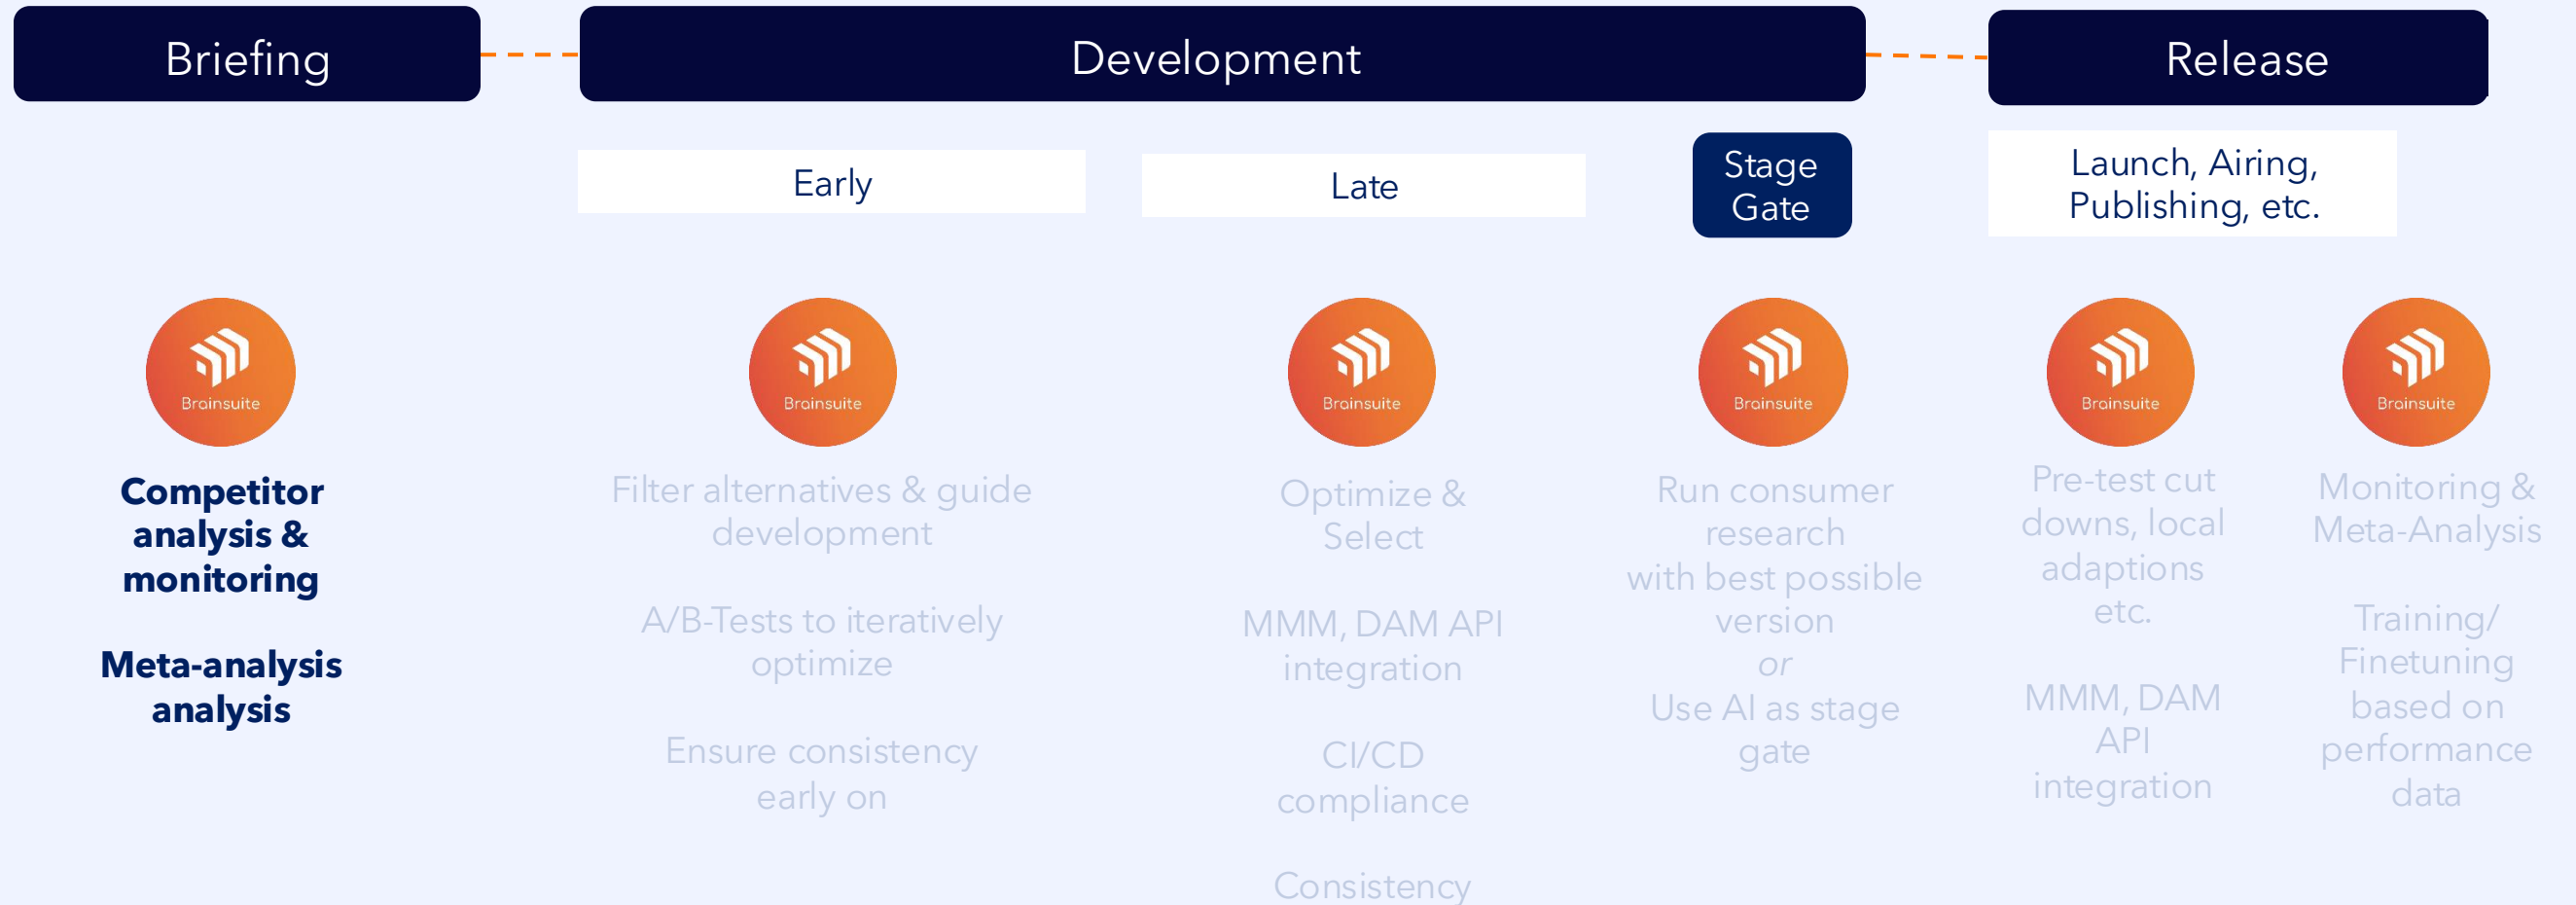 Briefing
Development
Release
Early
Late
Stage
Gate
Launch, Airing,
Publishing, etc.
Brainsuite
Competitor
analysis &
monitoring
Meta-analysis
analysis
Brainsuite
Filter alternatives & guide
development
A/B-Tests to iteratively
optimize
Ensure consistency
early on
Brainsuite
Optimize &
Select
MMM, DAM API
integration
CI/CD
compliance
Consistency
Brainsuite
Run consumer
research
with best possible
version
or
Use AI as stage
gate
Brainsuite
Pre-test cut
downs, local
adaptions
etc.
MMM, DAM
API
integration
Brainsuite
Monitoring &
Meta-Analysis
Training/
Finetuning
based on
performance
data